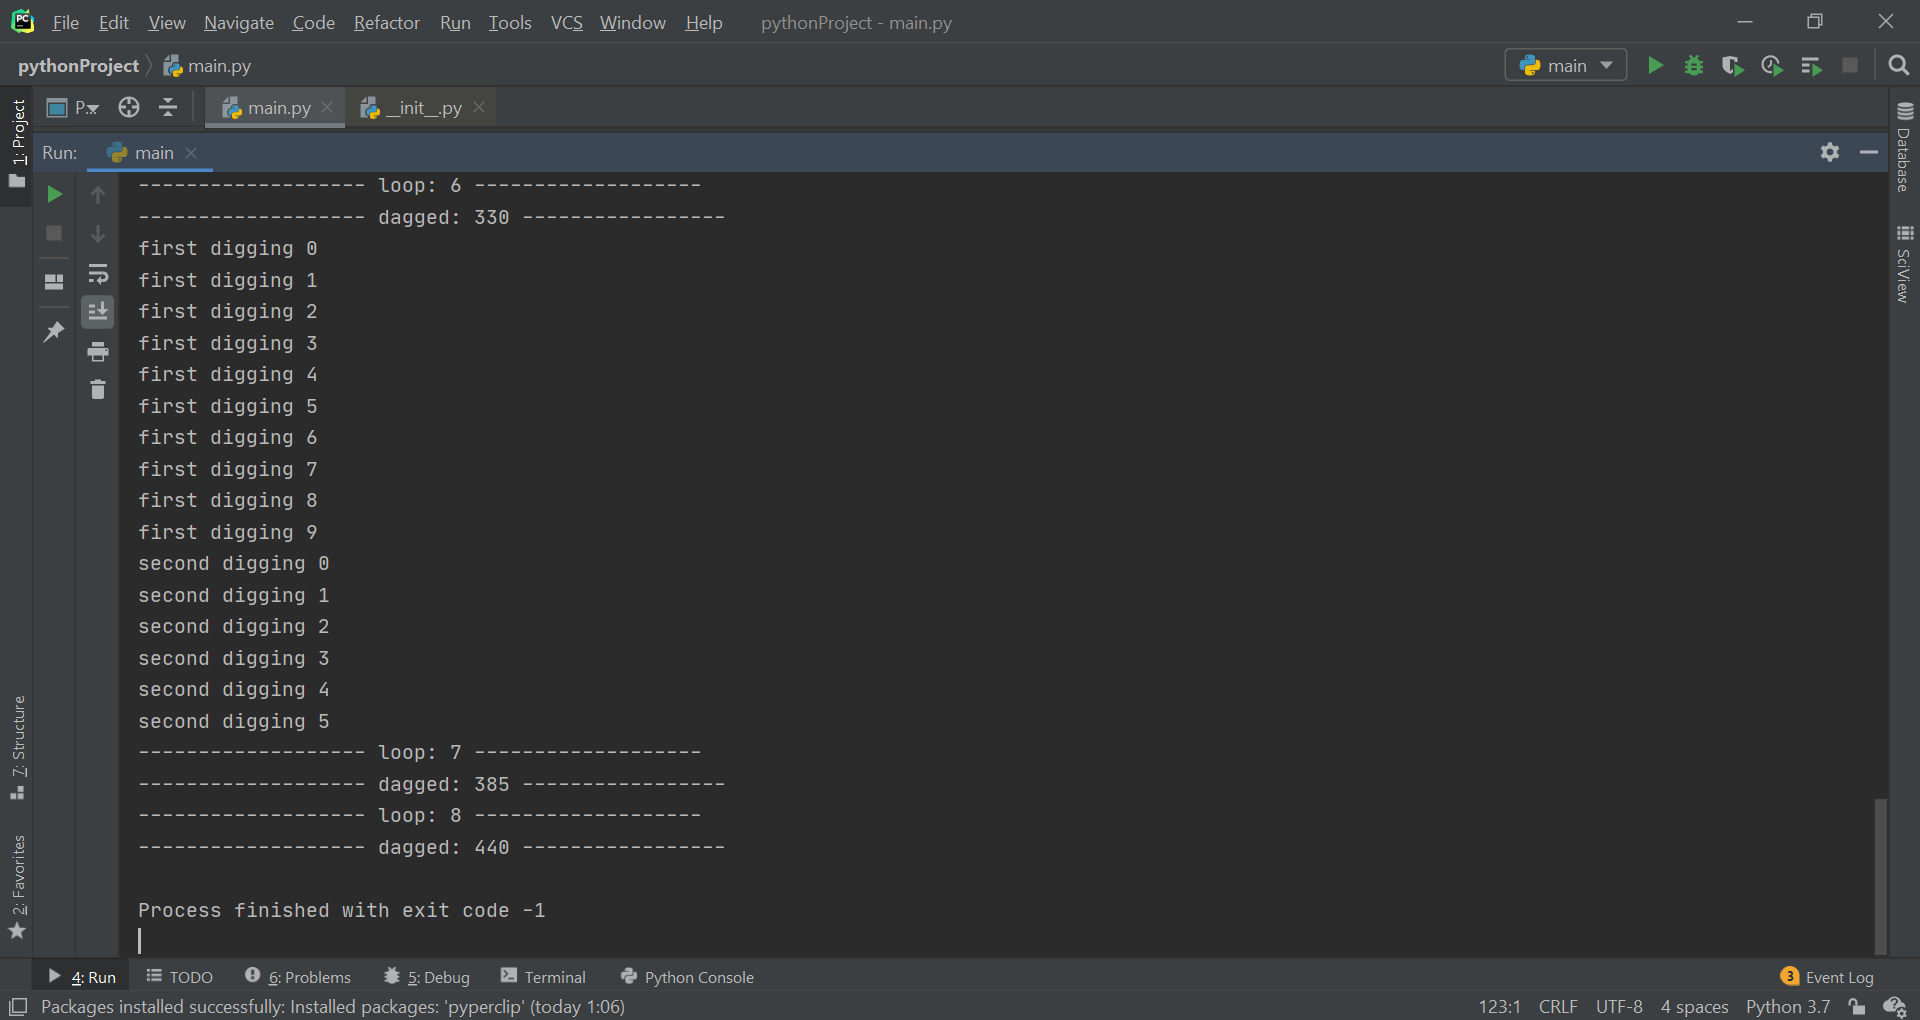 File Edit View Navigate Code Refactor Run Tools VCS Window Help pythonProject - main.py
pythonProject main.py main
1: Project P... main.py __init__.py
Run: main
Database
SciView
------------------- loop: 6 -------------------
------------------- dagged: 330 -----------------
first digging 0
first digging 1
first digging 2
first digging 3
first digging 4
first digging 5
first digging 6
first digging 7
first digging 8
first digging 9
second digging 0
second digging 1
second digging 2
second digging 3
second digging 4
second digging 5
------------------- loop: 7 -------------------
------------------- dagged: 385 -----------------
------------------- loop: 8 -------------------
------------------- dagged: 440 -----------------
Process finished with exit code -1
7: Structure
2: Favorites
4: Run TODO 6: Problems 5: Debug Terminal Python Console 3 Event Log
Packages installed successfully: Installed packages: 'pyperclip' (today 1:06) 123:1 CRLF UTF-8 4 spaces Python 3.7